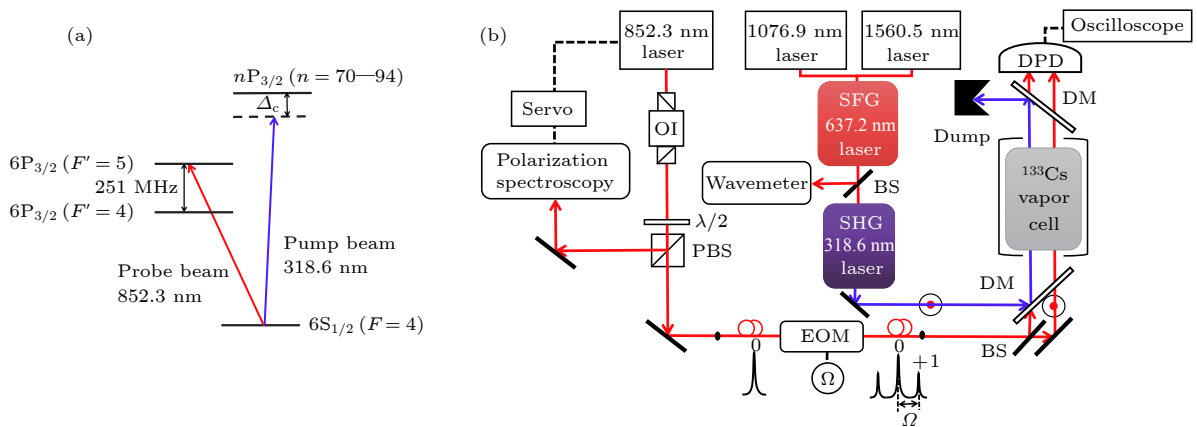 (a)
nP3/2 (n = 70—94)
Δc
6P3/2 (F′ = 5)
251 MHz
6P3/2 (F′ = 4)
Pump beam
318.6 nm
Probe beam
852.3 nm
6S1/2 (F = 4)
(b)
852.3 nm
laser
1076.9 nm
laser
1560.5 nm
laser
Oscilloscope
DPD
DM
Servo
OI
SFG
637.2 nm
laser
Dump
Polarization
spectroscopy
Wavemeter
BS
133Cs
vapor
cell
λ/2
PBS
SHG
318.6 nm
laser
DM
EOM
BS
0
0
+1
Ω
Ω